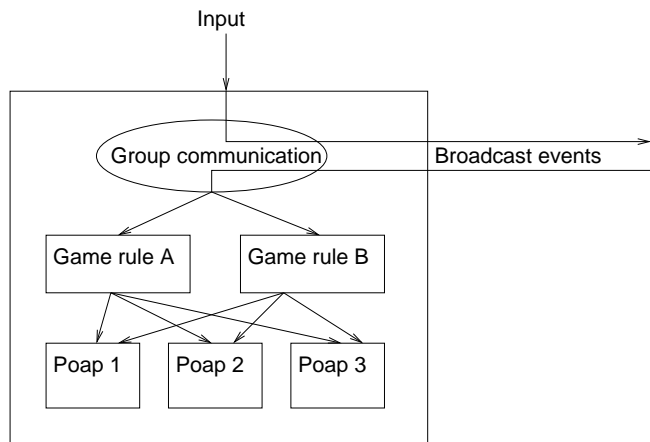 Input
Group communication
Broadcast events
Game rule A
Game rule B
Poap 1
Poap 2
Poap 3